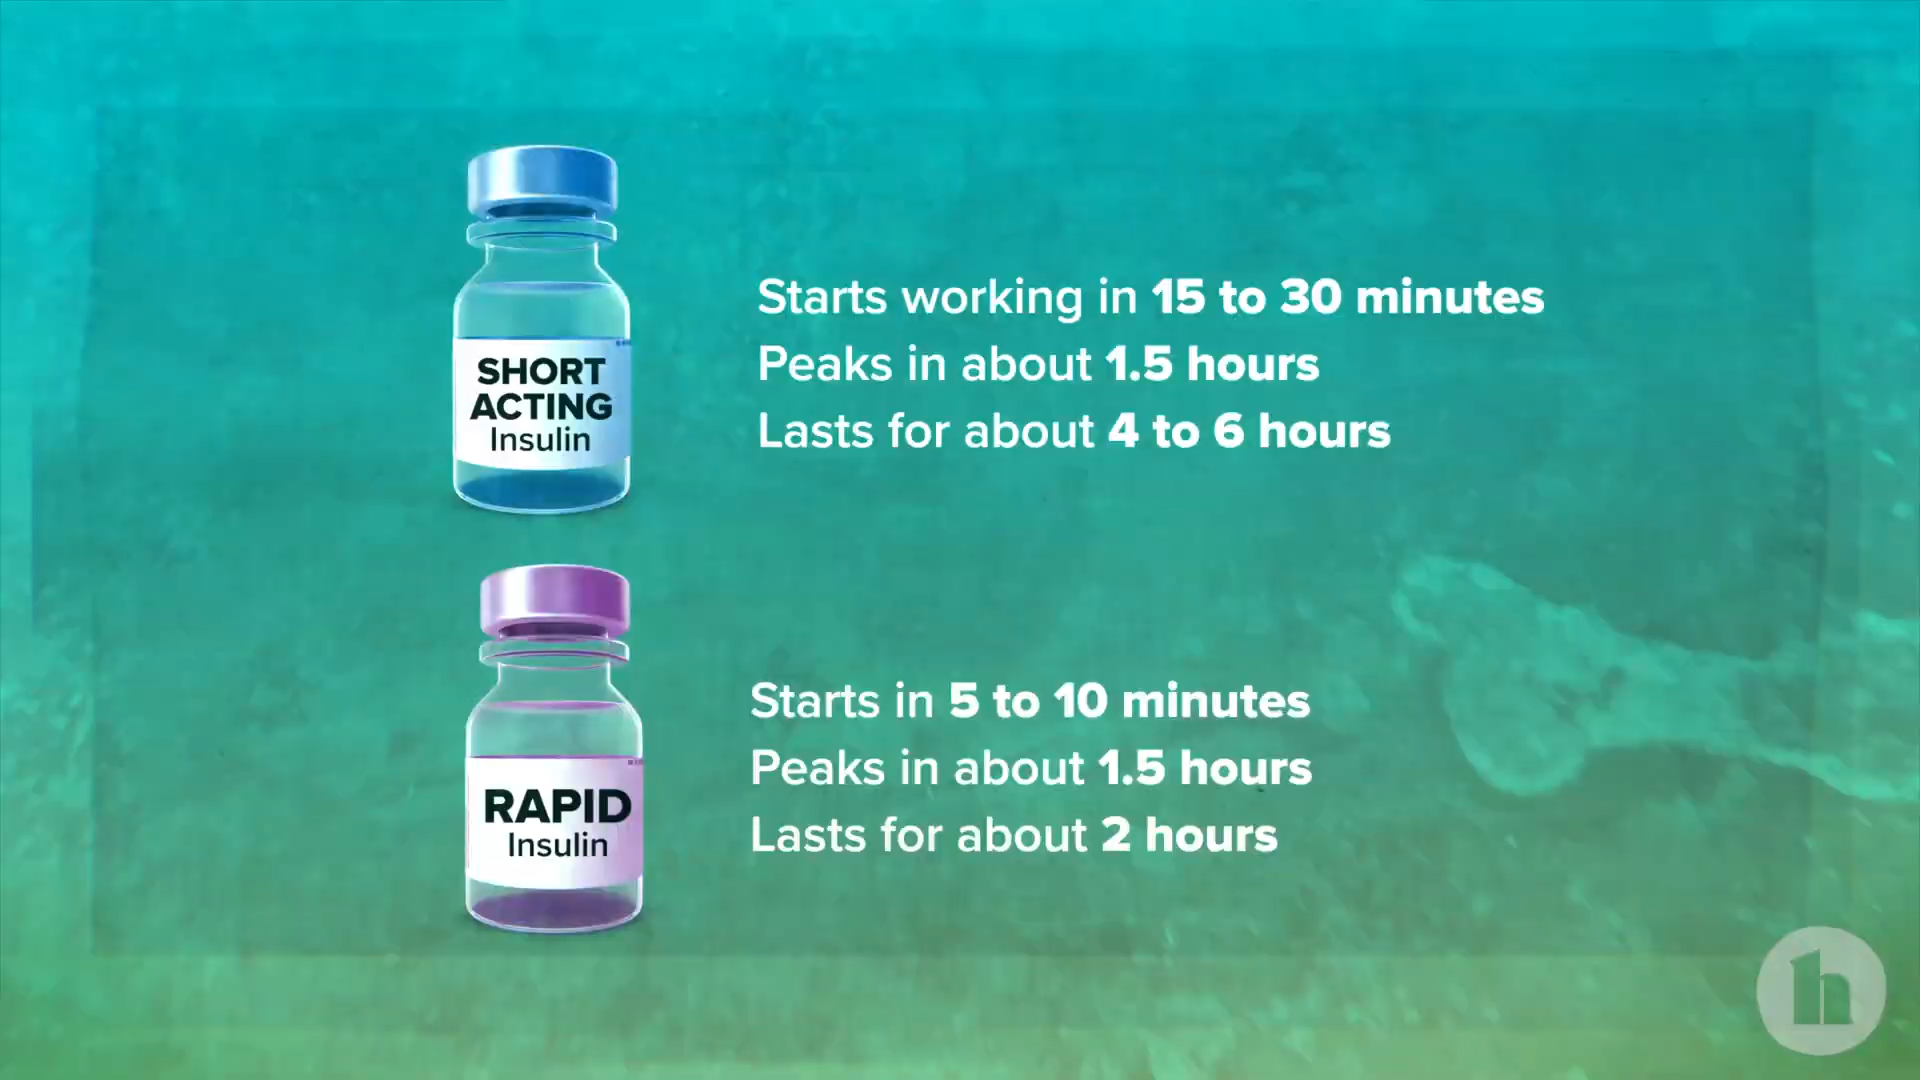 SHORT
ACTING
Insulin
Starts working in 15 to 30 minutes
Peaks in about 1.5 hours
Lasts for about 4 to 6 hours
RAPID
Insulin
Starts in 5 to 10 minutes
Peaks in about 1.5 hours
Lasts for about 2 hours
h